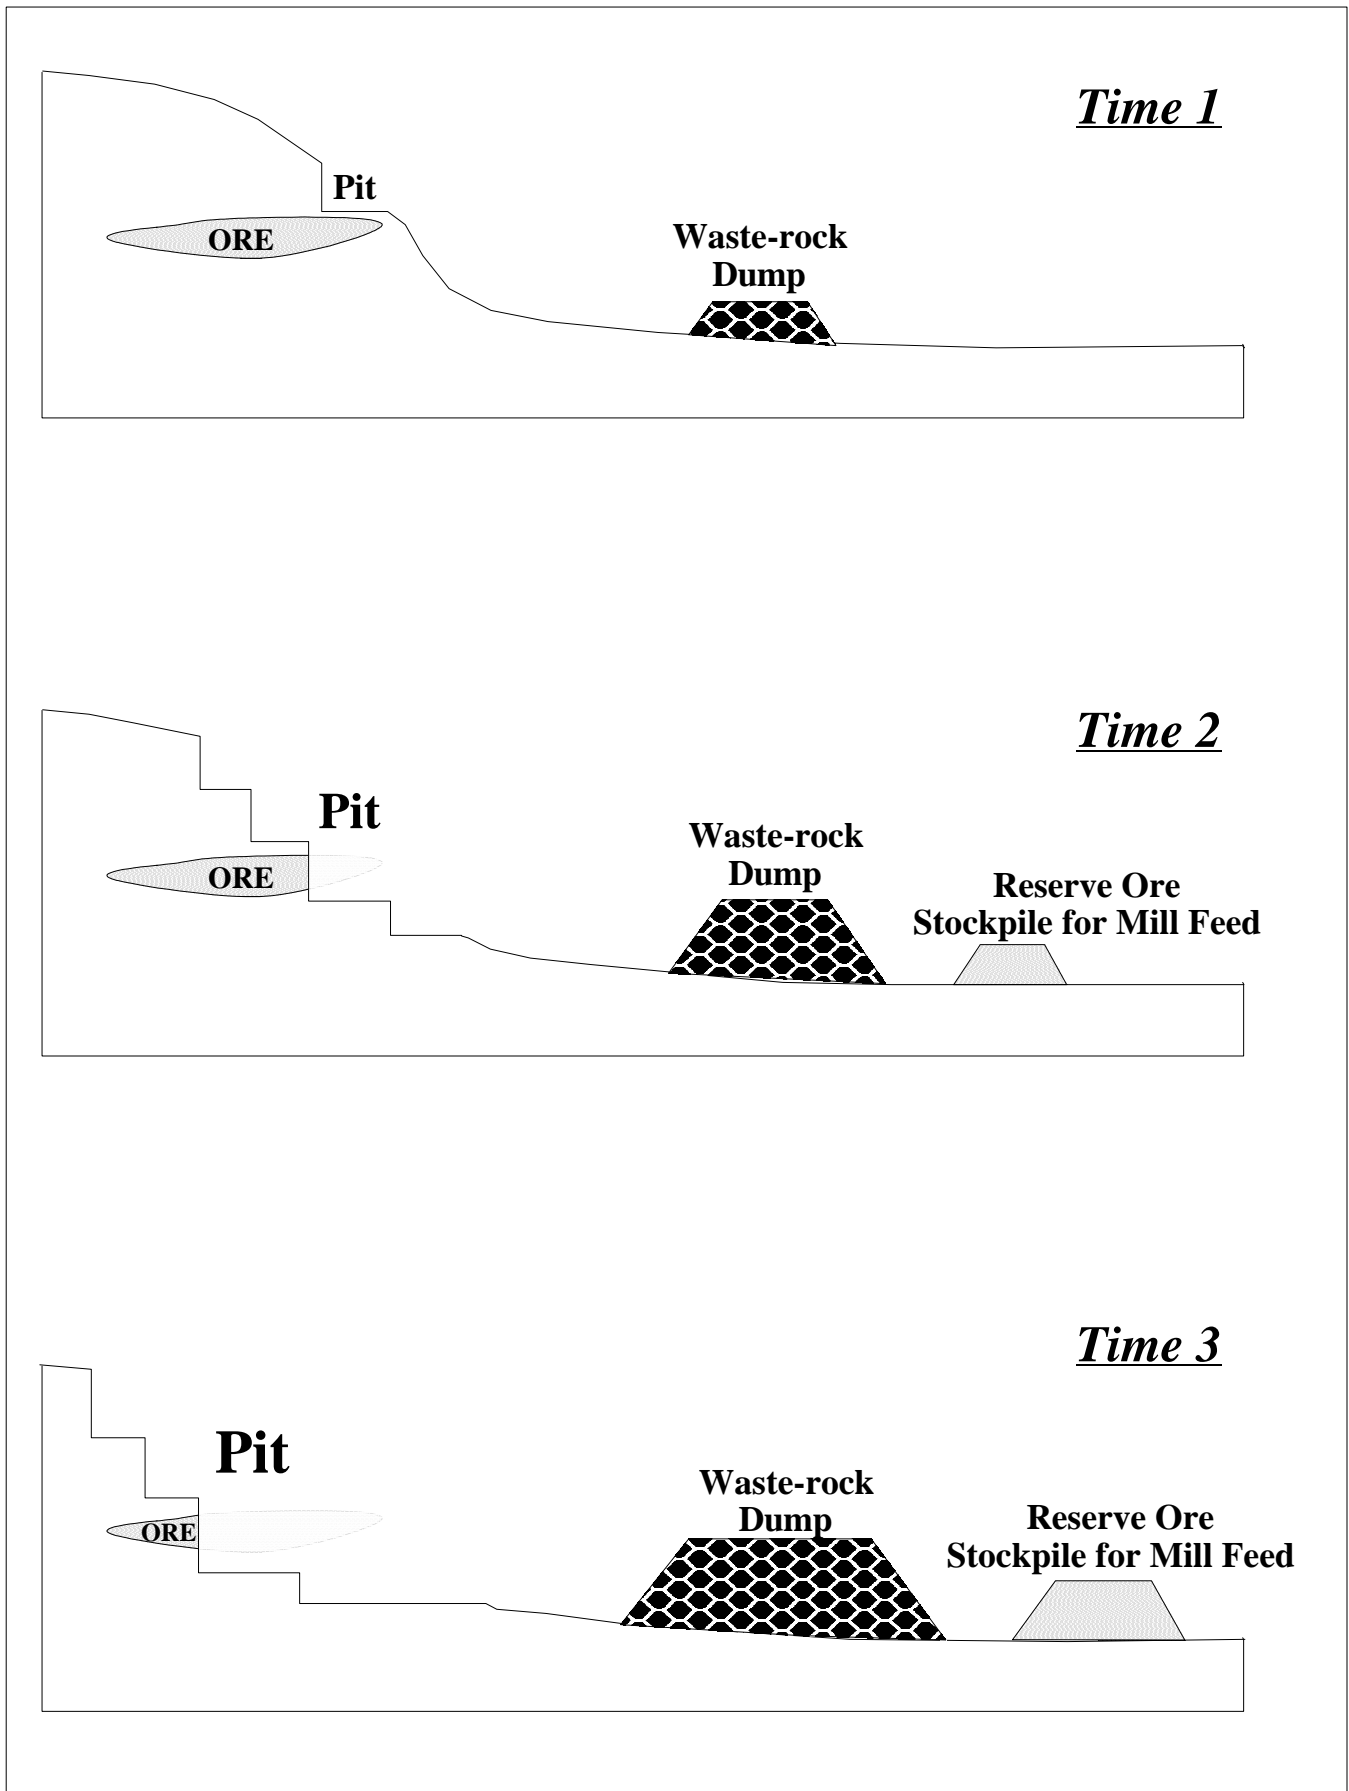 Time 1
Pit
ORE
Waste-rock
Dump
Time 2
Pit
ORE
Waste-rock
Dump
Reserve Ore
Stockpile for Mill Feed
Time 3
Pit
ORE
Waste-rock
Dump
Reserve Ore
Stockpile for Mill Feed